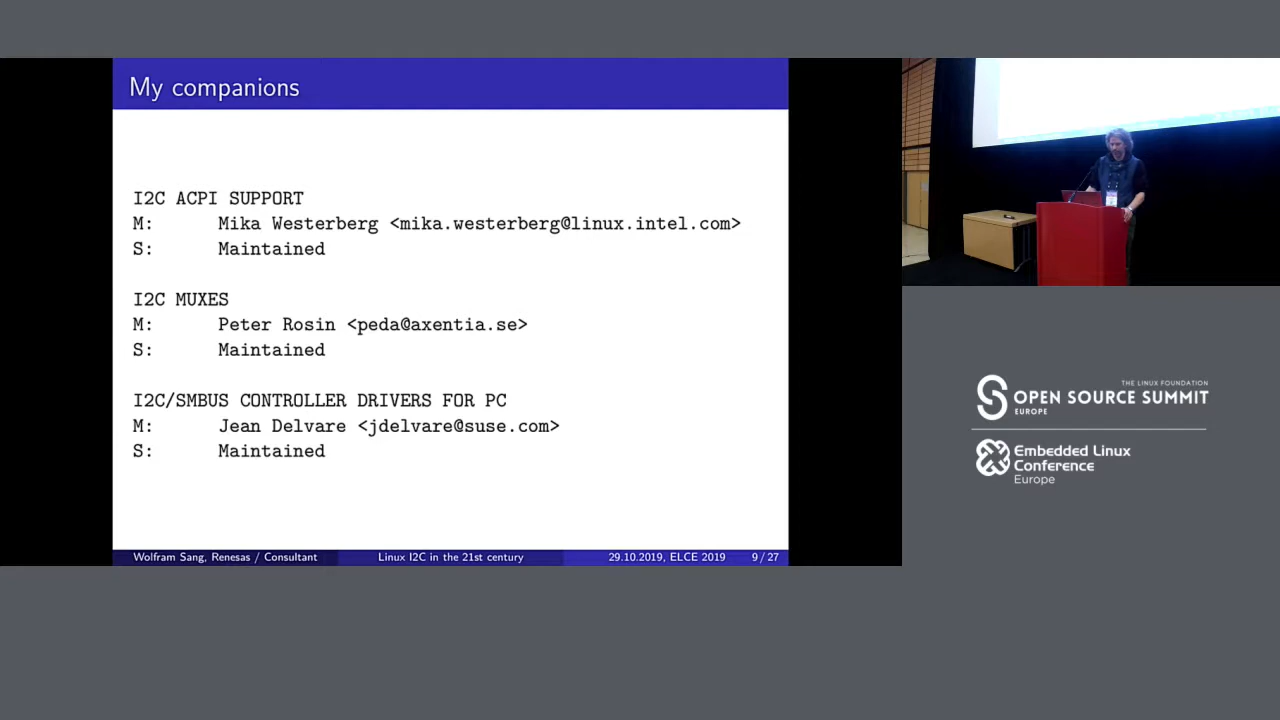 My companions
I2C ACPI SUPPORT
M: Mika Westerberg <mika.westerberg@linux.intel.com>
S: Maintained
I2C MUXES
M: Peter Rosin <peda@axentia.se>
S: Maintained
I2C/SMBUS CONTROLLER DRIVERS FOR PC
M: Jean Delvare <jdelvare@suse.com>
S: Maintained
Wolfram Sang, Renesas / Consultant Linux I2C in the 21st century 29.10.2019, ELCE 2019 9 / 27
THE LINUX FOUNDATION
OPEN SOURCE SUMMIT
EUROPE
Embedded Linux
Conference
Europe